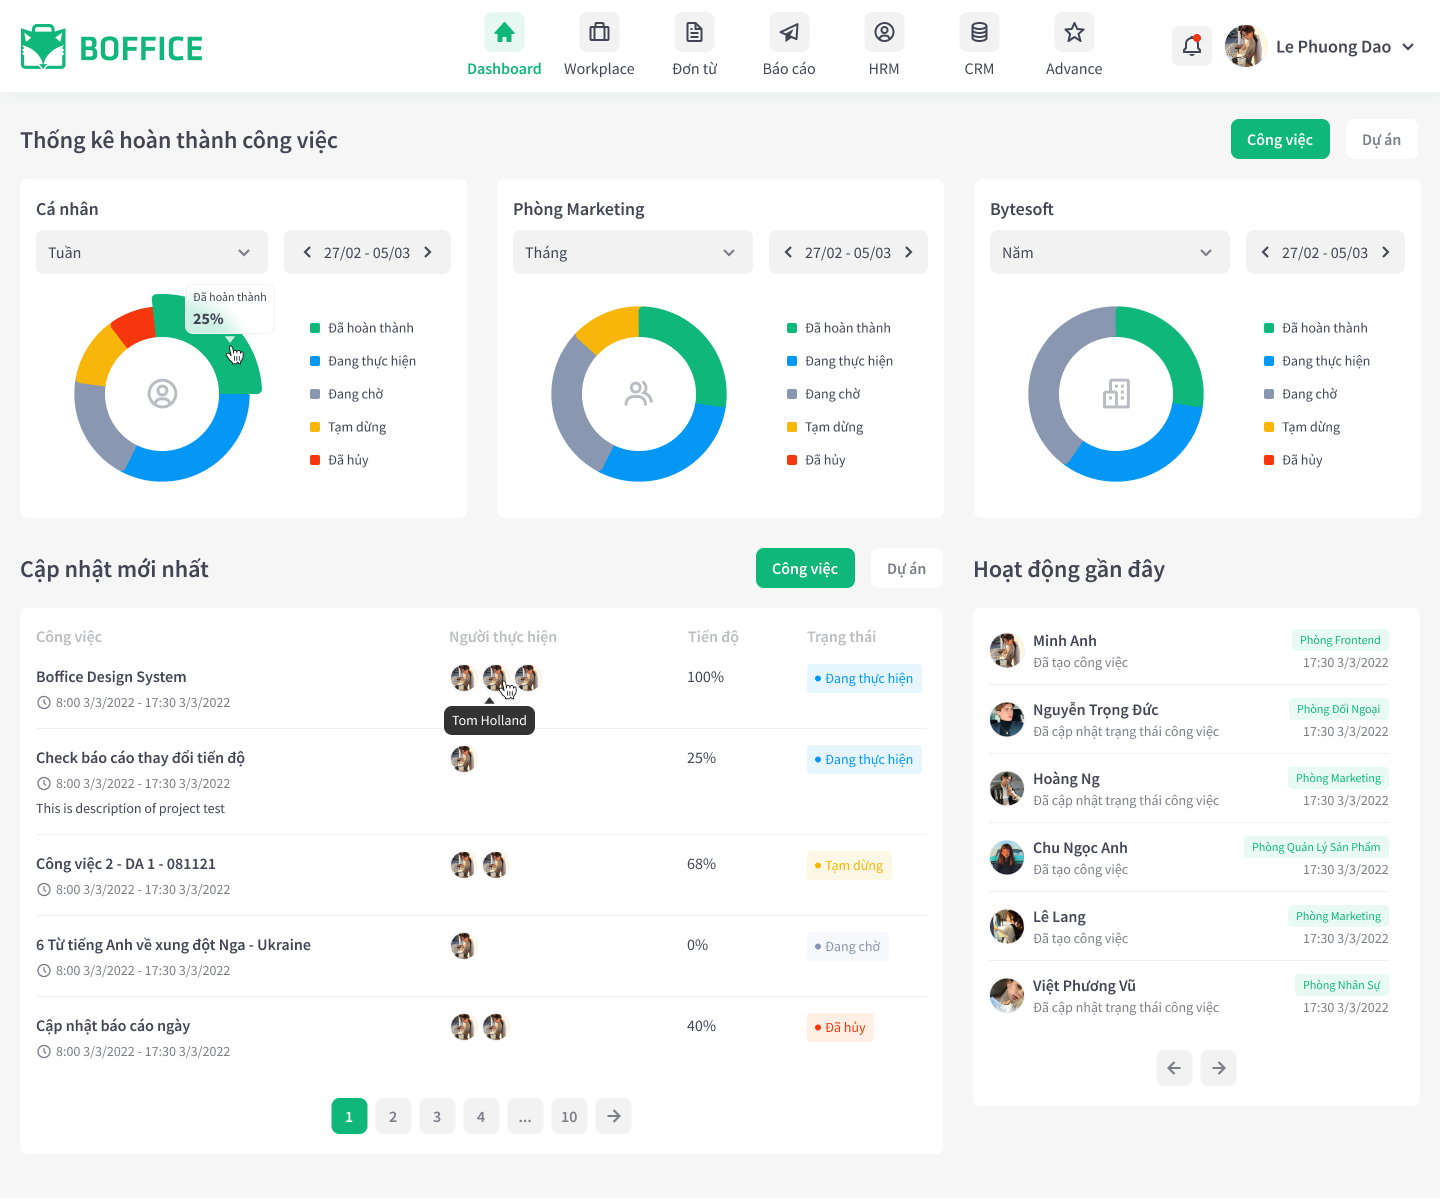 BOFFICE
Dashboard
Workplace
Đơn từ
Báo cáo
HRM
CRM
Advance
Le Phuong Dao
Thống kê hoàn thành công việc
Công việc
Dự án
Cá nhân
Tuần
27/02 - 05/03
Đã hoàn thành
25%
Đã hoàn thành
Đang thực hiện
Đang chờ
Tạm dừng
Đã hủy
Phòng Marketing
Tháng
27/02 - 05/03
Đã hoàn thành
Đang thực hiện
Đang chờ
Tạm dừng
Đã hủy
Bytesoft
Năm
27/02 - 05/03
Đã hoàn thành
Đang thực hiện
Đang chờ
Tạm dừng
Đã hủy
Cập nhật mới nhất
Công việc
Dự án
Công việc
Người thực hiện
Tiến độ
Trạng thái
Boffice Design System
100%
Đang thực hiện
8:00 3/3/2022 - 17:30 3/3/2022
Tom Holland
Check báo cáo thay đổi tiến độ
25%
Đang thực hiện
8:00 3/3/2022 - 17:30 3/3/2022
This is description of project test
Công việc 2 - DA 1 - 081121
68%
Tạm dừng
8:00 3/3/2022 - 17:30 3/3/2022
6 Từ tiếng Anh về xung đột Nga - Ukraine
0%
Đang chờ
8:00 3/3/2022 - 17:30 3/3/2022
Cập nhật báo cáo ngày
40%
Đã hủy
8:00 3/3/2022 - 17:30 3/3/2022
1
2
3
4
...
10
Hoạt động gần đây
Minh Anh
Phòng Frontend
Đã tạo công việc
17:30 3/3/2022
Nguyễn Trọng Đức
Phòng Đối Ngoại
Đã cập nhật trạng thái công việc
17:30 3/3/2022
Hoàng Ng
Phòng Marketing
Đã cập nhật trạng thái công việc
17:30 3/3/2022
Chu Ngọc Anh
Phòng Quản Lý Sản Phẩm
Đã tạo công việc
17:30 3/3/2022
Lê Lang
Phòng Marketing
Đã tạo công việc
17:30 3/3/2022
Việt Phương Vũ
Phòng Nhân Sự
Đã cập nhật trạng thái công việc
17:30 3/3/2022